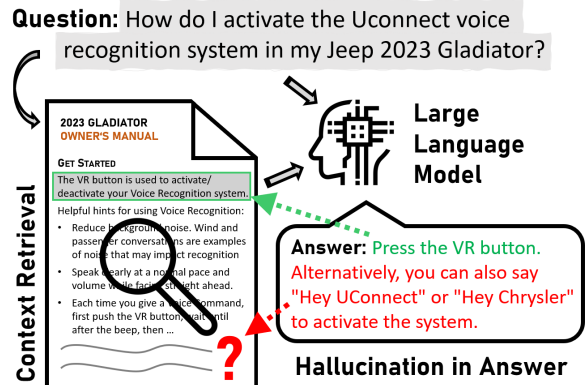 Question: How do I activate the Uconnect voice
recognition system in my Jeep 2023 Gladiator?
Context Retrieval
2023 GLADIATOR
OWNER'S MANUAL
GET STARTED
The VR button is used to activate/
deactivate your Voice Recognition system.
Helpful hints for using Voice Recognition:
• Reduce background noise. Wind and
passenger conversations are examples
of noise that may impact recognition
• Speak clearly at a normal pace and
volume while facing straight ahead.
• Each time you give a Voice Command,
first push the VR button, wait until
after the beep, then ...
?
Large
Language
Model
Answer: Press the VR button.
Alternatively, you can also say
"Hey UConnect" or "Hey Chrysler"
to activate the system.
Hallucination in Answer